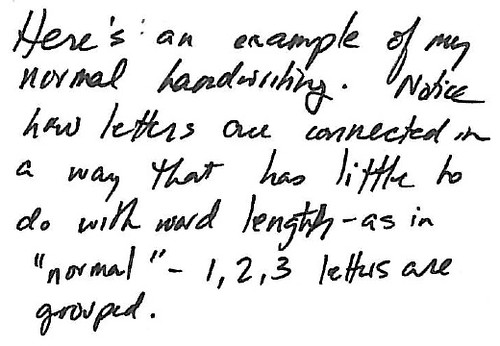 Here's an example of my
normal handwriting. Notice
how letters are connected in
a way that has little to
do with word length - as in
"normal" - 1, 2, 3 letters are
grouped.